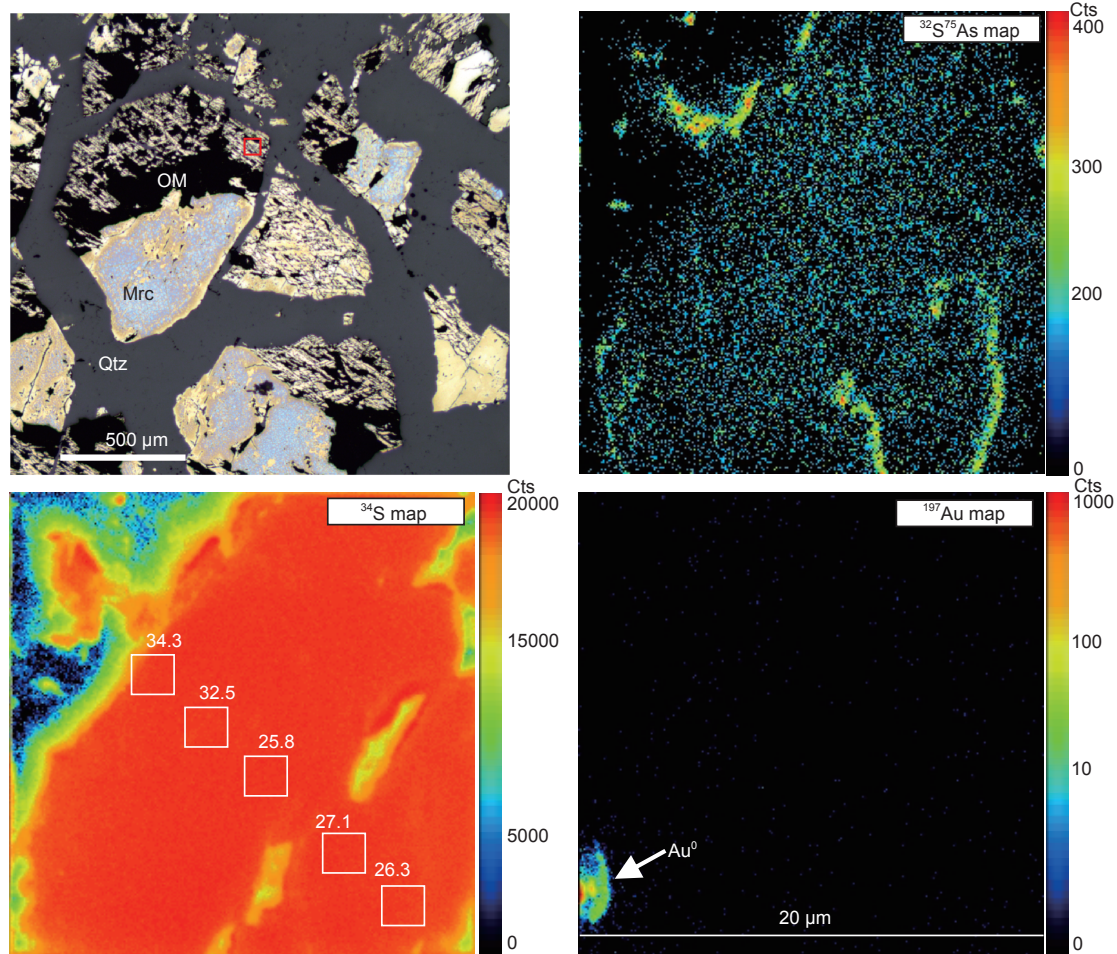 OM
Mrc
Qtz
500 µm
³²S⁷⁵As map
Cts
400
300
200
0
³⁴S map
34.3
32.5
25.8
27.1
26.3
Cts
20000
15000
5000
0
¹⁹⁷Au map
Au⁰
20 µm
Cts
1000
100
10
0